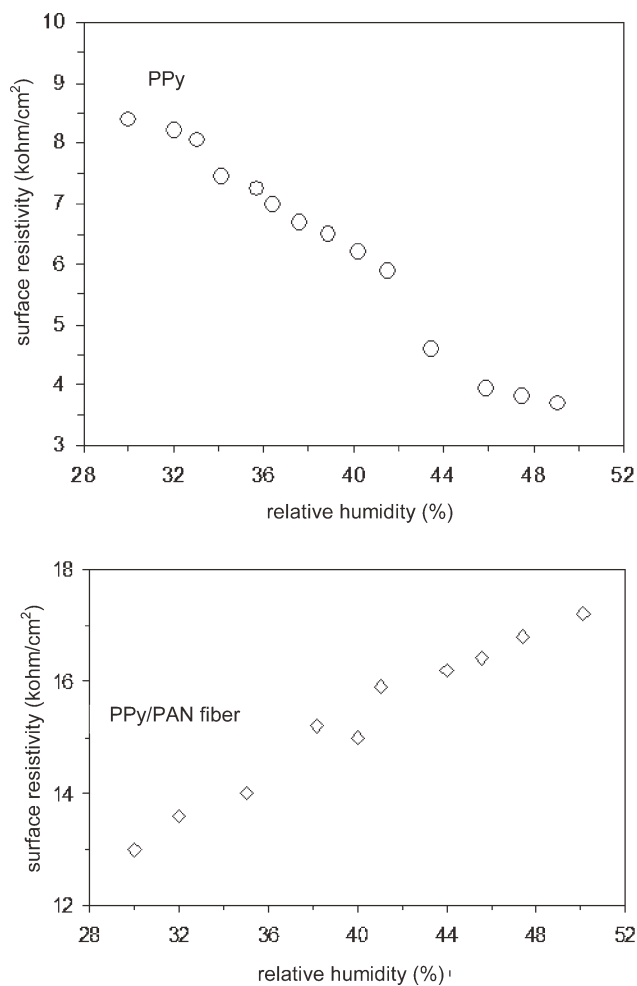 10
9
PPy
8
7
6
5
4
3
surface resistivity (kohm/cm²)
28 32 36 40 44 48 52
relative humidity (%)
18
16
PPy/PAN fiber
14
12
surface resistivity (kohm/cm²)
28 32 36 40 44 48 52
relative humidity (%)